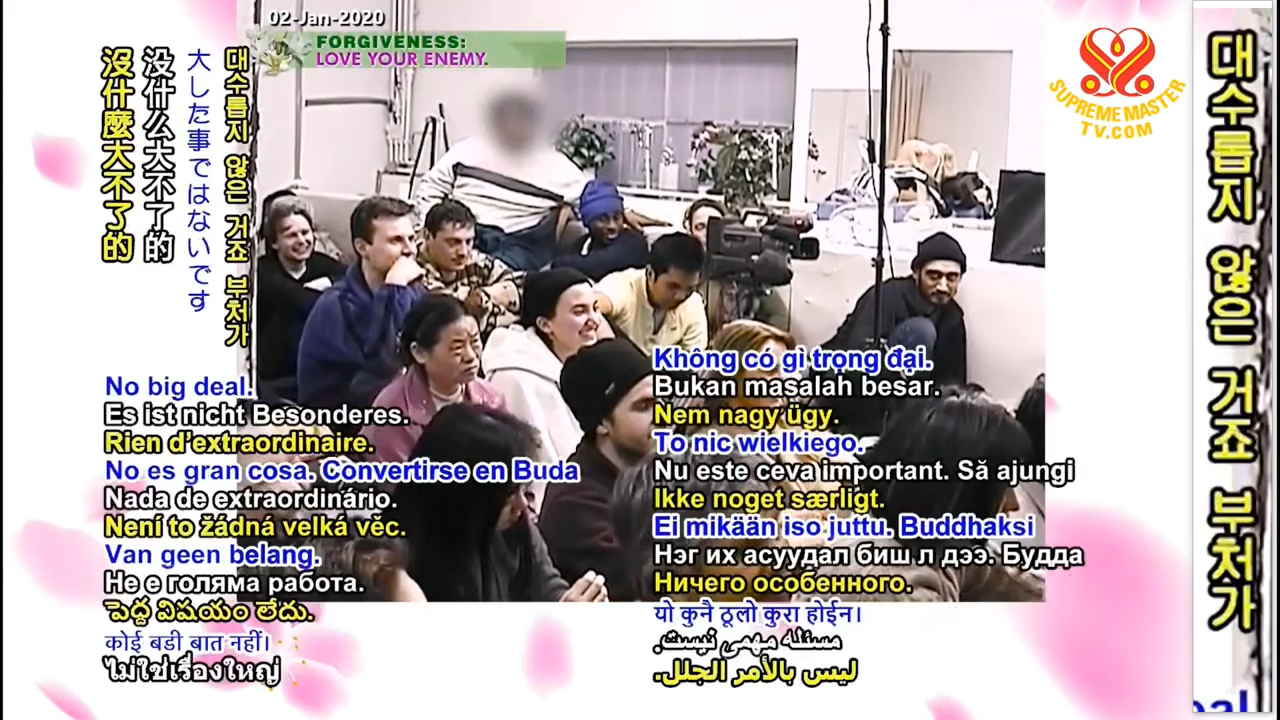 02-Jan-2020
FORGIVENESS:
LOVE YOUR ENEMY.
SUPREME MASTER
TV.COM
대수롭지 않은 거죠 부처가
大した事ではないです
没什么大不了的
沒什麼大不了的
No big deal.
Es ist nicht Besonderes.
Rien d’extraordinaire.
No es gran cosa. Convertirse en Buda
Nada de extraordinário.
Není to žádná velká věc.
Van geen belang.
Не е голяма работа.
పెద్ద విషయం లేదు.
कोई बडी बात नहीं।
ไม่ใช่เรื่องใหญ่
Không có gì trọng đại.
Bukan masalah besar.
Nem nagy ügy.
To nic wielkiego.
Nu este ceva important. Să ajungi
Ikke noget særligt.
Ei mikään iso juttu. Buddhaksi
Нэг их асуудал биш л дээ. Будда
Ничего особенного.
यो कुनै ठूलो कुरा होईन।
مسئله مهمی نیست.
ليس بالأمر الجلل.
대수롭지 않은 거죠 부처가